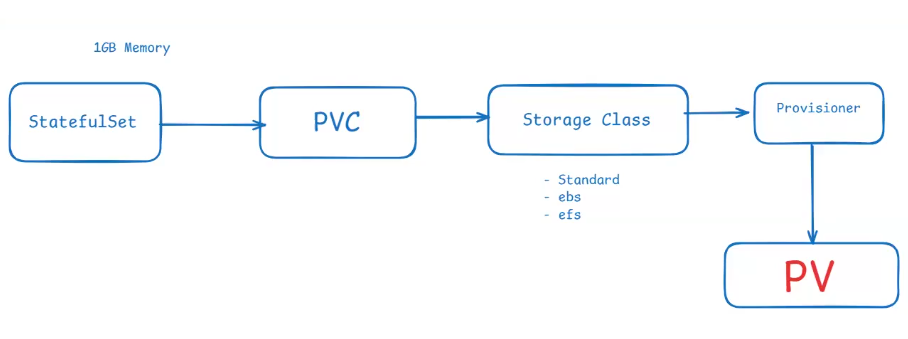 1GB Memory
StatefulSet
PVC
Storage Class
Provisioner
- Standard
- ebs
- efs
PV